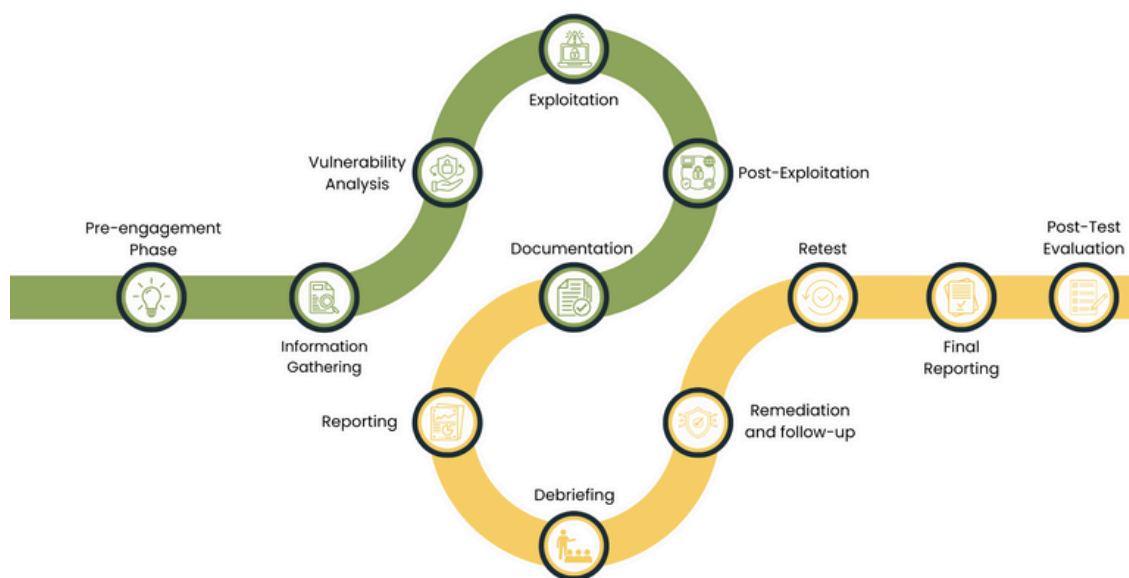 Pre-engagement
Phase
Information
Gathering
Vulnerability
Analysis
Exploitation
Post-Exploitation
Documentation
Reporting
Debriefing
Remediation
and follow-up
Retest
Final
Reporting
Post-Test
Evaluation